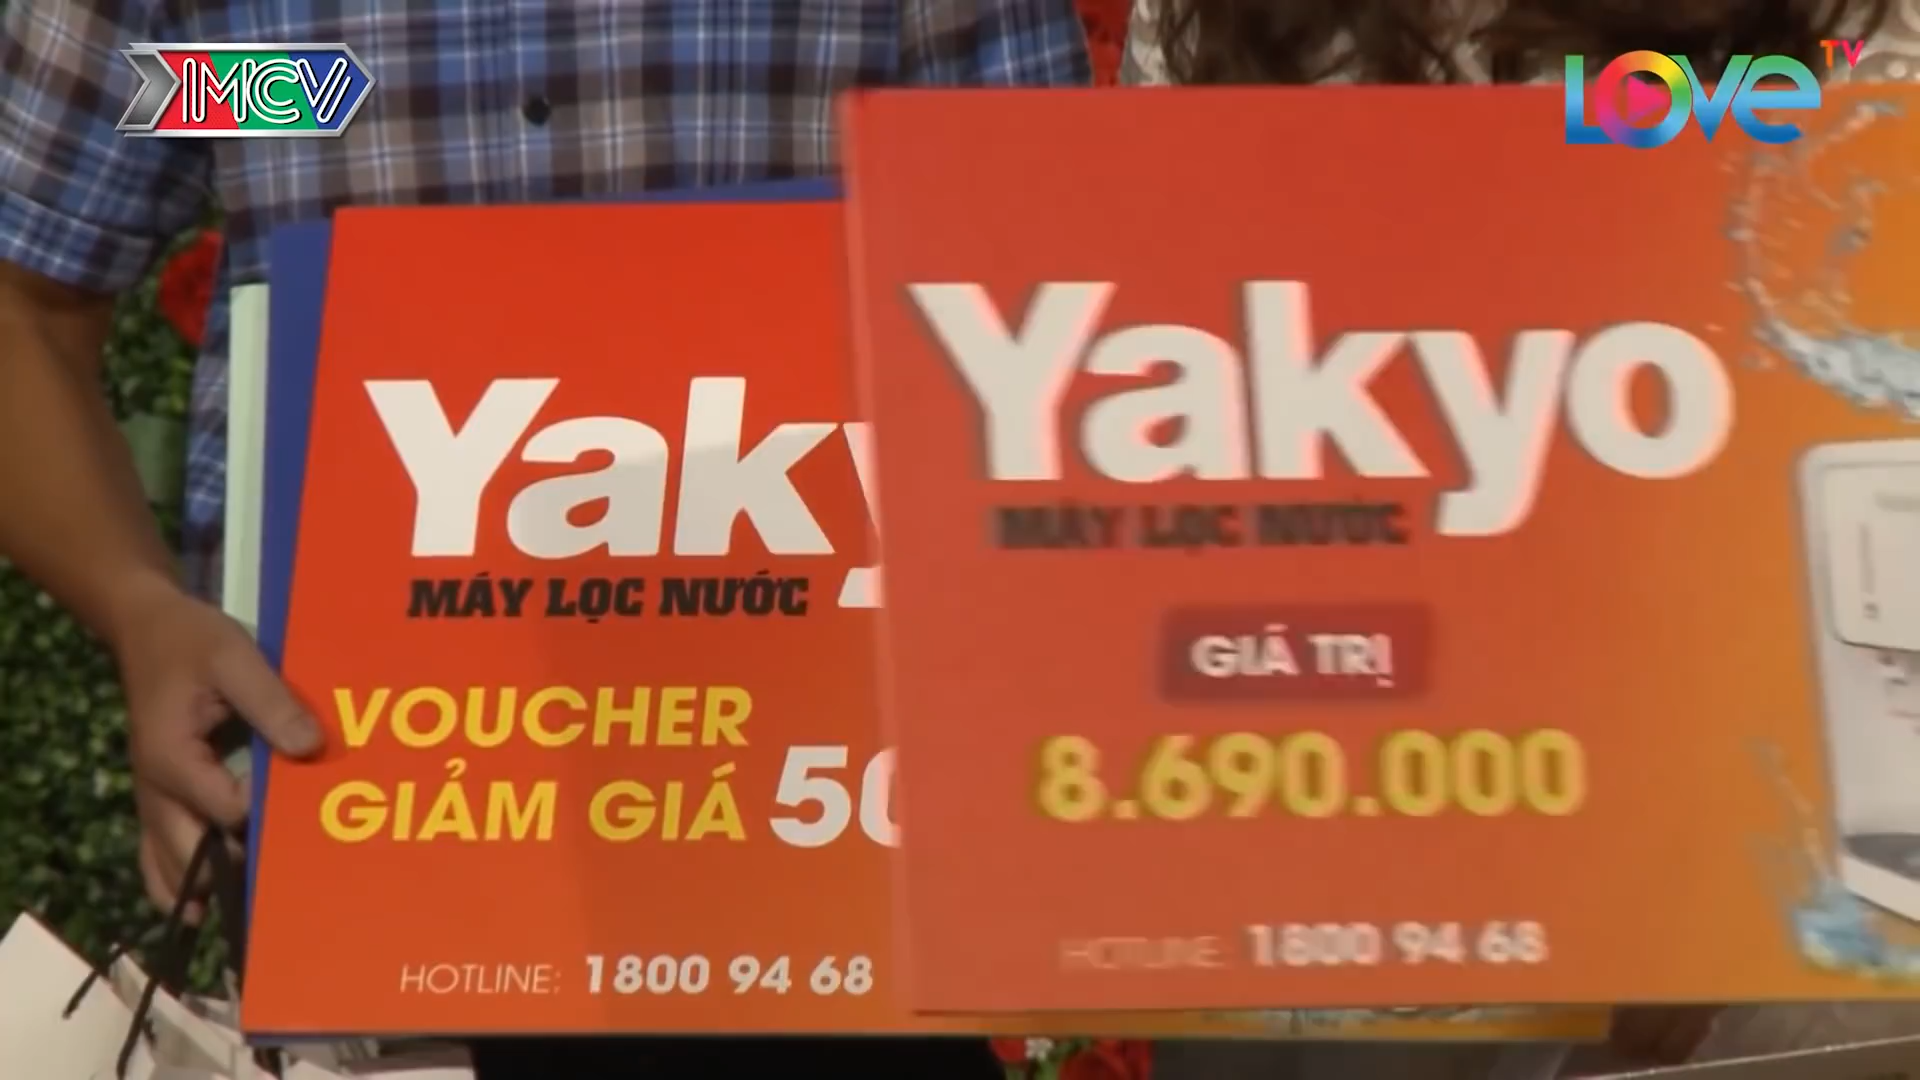 MCV
LOVE TV
Yaky
MÁY LỌC NƯỚC
VOUCHER
GIẢM GIÁ 50
HOTLINE: 1800 94 68
Yakyo
MÁY LỌC NƯỚC
GIÁ TRỊ
8.690.000
HOTLINE: 1800 94 68